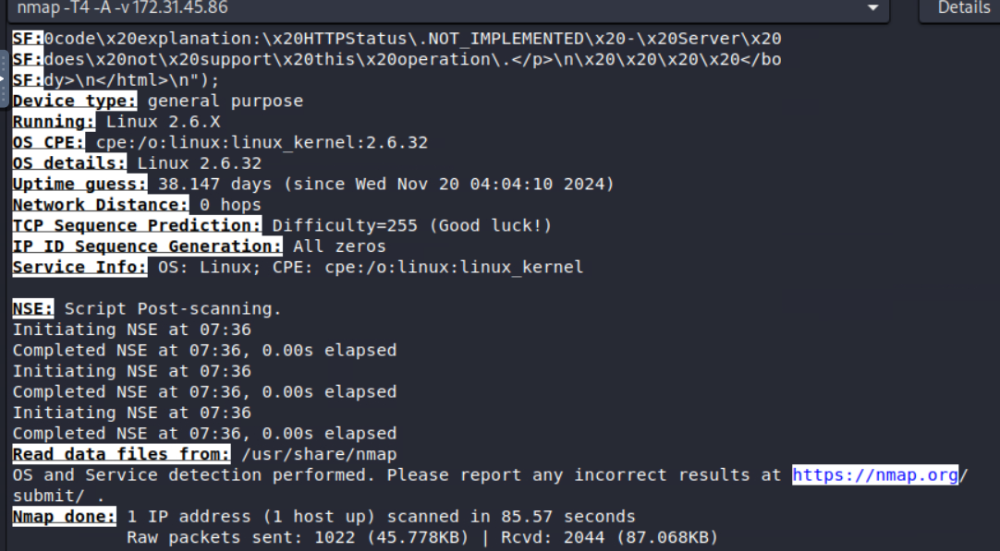 nmap -T4 -A -v 172.31.45.86
Details
SF:0code\x20explanation:\x20HTTPStatus\.NOT_IMPLEMENTED\x20-\x20Server\x20
SF:does\x20not\x20support\x20this\x20operation\.</p>\n\x20\x20\x20\x20</bo
SF:dy>\n</html>\n");
Device type: general purpose
Running: Linux 2.6.X
OS CPE: cpe:/o:linux:linux_kernel:2.6.32
OS details: Linux 2.6.32
Uptime guess: 38.147 days (since Wed Nov 20 04:04:10 2024)
Network Distance: 0 hops
TCP Sequence Prediction: Difficulty=255 (Good luck!)
IP ID Sequence Generation: All zeros
Service Info: OS: Linux; CPE: cpe:/o:linux:linux_kernel
NSE: Script Post-scanning.
Initiating NSE at 07:36
Completed NSE at 07:36, 0.00s elapsed
Initiating NSE at 07:36
Completed NSE at 07:36, 0.00s elapsed
Initiating NSE at 07:36
Completed NSE at 07:36, 0.00s elapsed
Read data files from: /usr/share/nmap
OS and Service detection performed. Please report any incorrect results at https://nmap.org/
submit/ .
Nmap done: 1 IP address (1 host up) scanned in 85.57 seconds
Raw packets sent: 1022 (45.778KB) | Rcvd: 2044 (87.068KB)